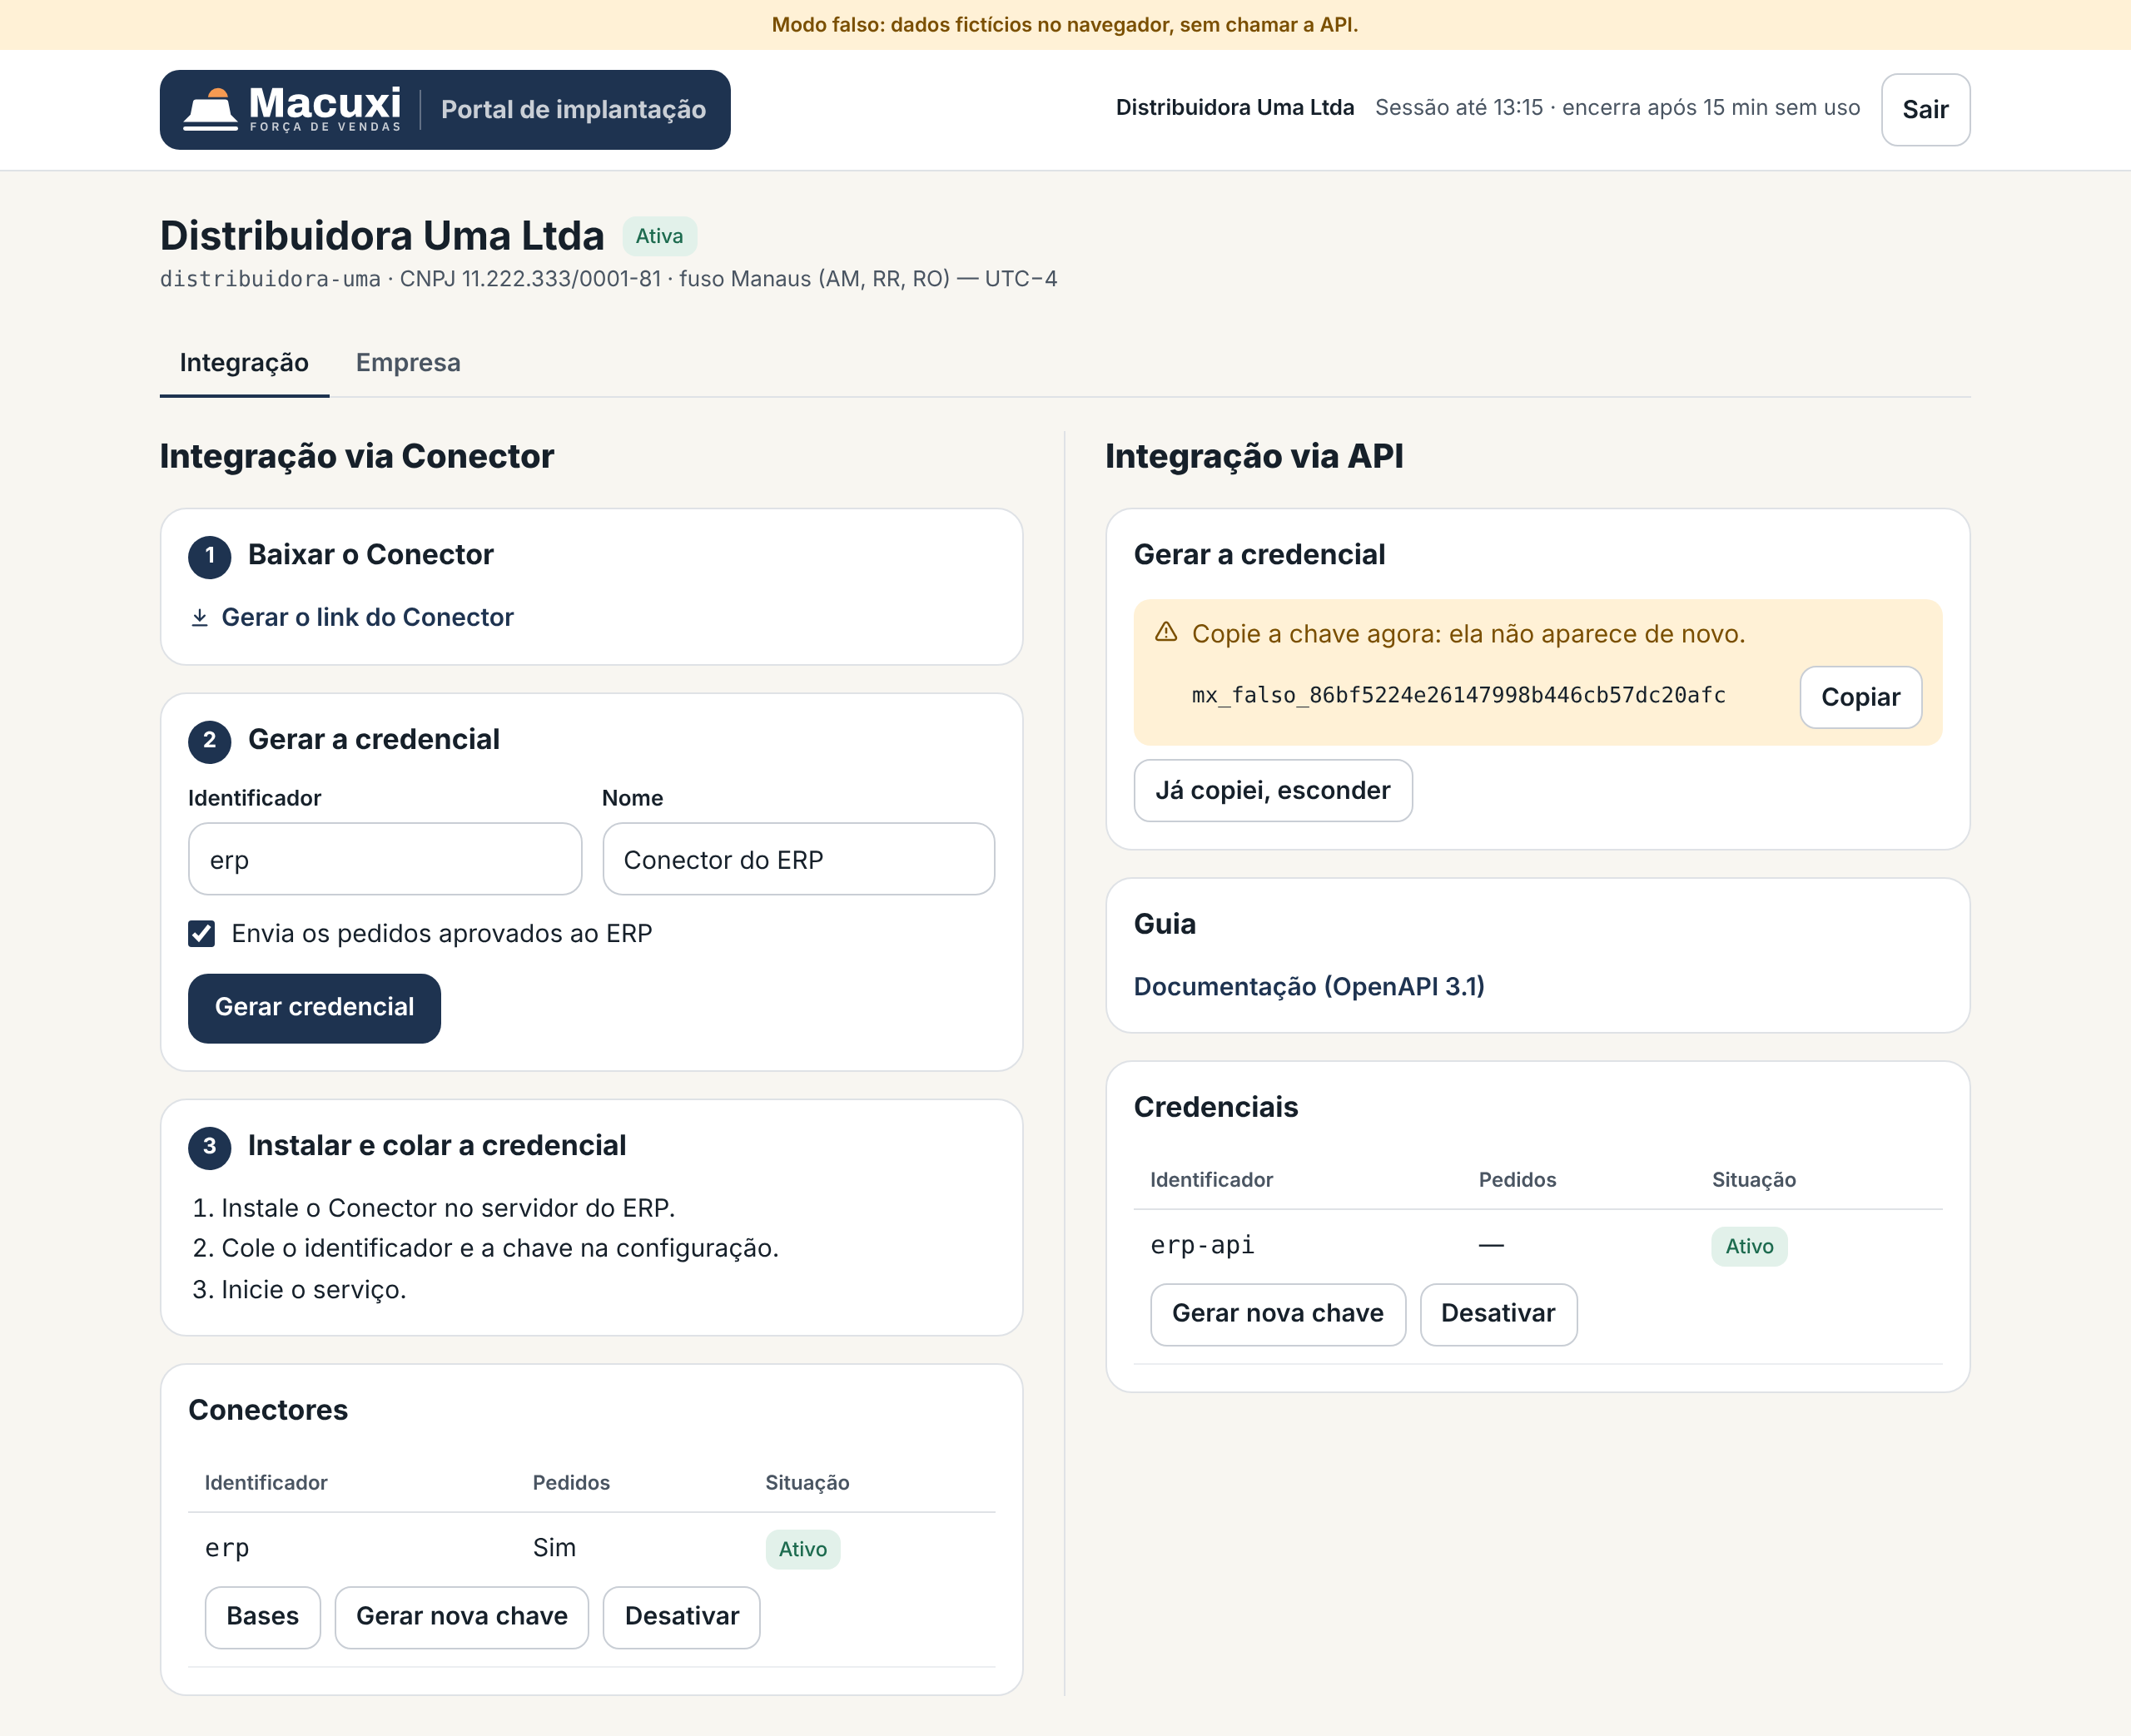 Modo falso: dados fictícios no navegador, sem chamar a API.
Macuxi
FORÇA DE VENDAS
Portal de implantação
Distribuidora Uma Ltda
Sessão até 13:15 · encerra após 15 min sem uso
Sair
Distribuidora Uma Ltda
Ativa
distribuidora-uma · CNPJ 11.222.333/0001-81 · fuso Manaus (AM, RR, RO) — UTC−4
Integração
Empresa
Integração via Conector
1
Baixar o Conector
Gerar o link do Conector
2
Gerar a credencial
Identificador
Nome
erp
Conector do ERP
Envia os pedidos aprovados ao ERP
Gerar credencial
3
Instalar e colar a credencial
1. Instale o Conector no servidor do ERP.
2. Cole o identificador e a chave na configuração.
3. Inicie o serviço.
Conectores
Identificador
Pedidos
Situação
erp
Sim
Ativo
Bases
Gerar nova chave
Desativar
Integração via API
Gerar a credencial
Copie a chave agora: ela não aparece de novo.
mx_falso_86bf5224e26147998b446cb57dc20afc
Copiar
Já copiei, esconder
Guia
Documentação (OpenAPI 3.1)
Credenciais
Identificador
Pedidos
Situação
erp-api
—
Ativo
Gerar nova chave
Desativar